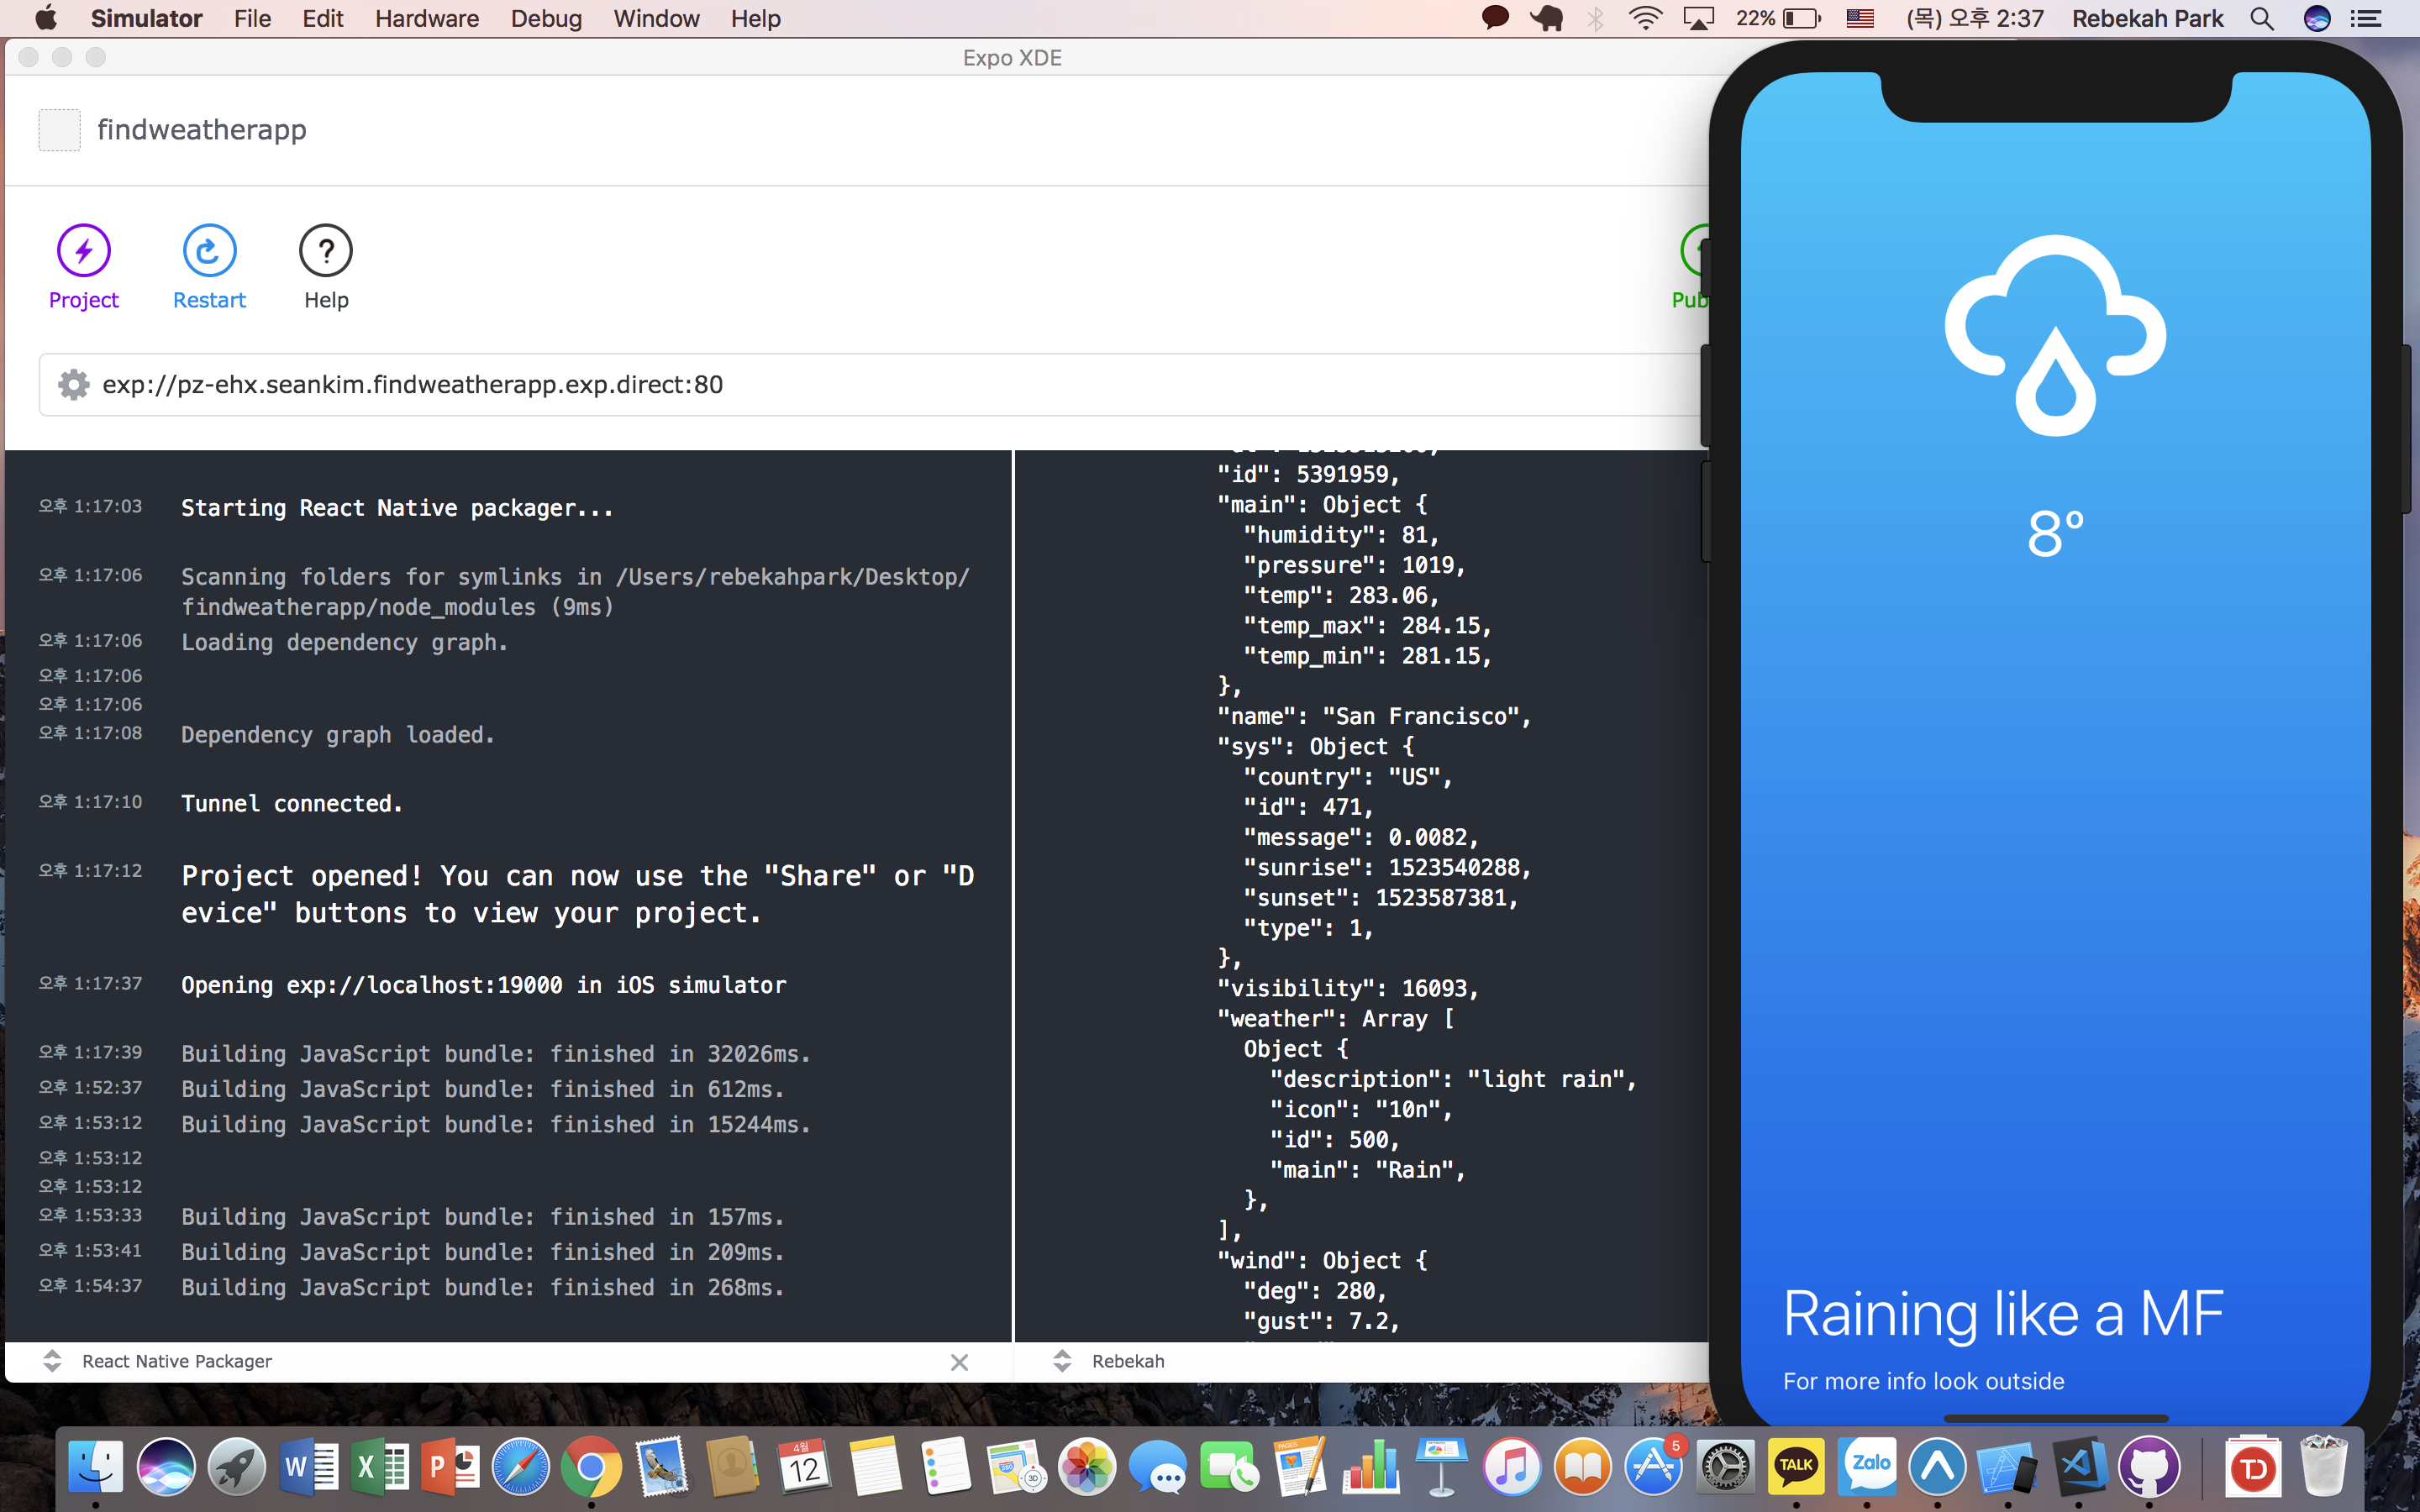 Simulator File Edit Hardware Debug Window Help 22% (목) 오후 2:37 Rebekah Park
Expo XDE
findweatherapp
Project Restart Help
Pub
exp://pz-ehx.seankim.findweatherapp.exp.direct:80
오후 1:17:03 Starting React Native packager...
오후 1:17:06 Scanning folders for symlinks in /Users/rebekahpark/Desktop/
findweatherapp/node_modules (9ms)
오후 1:17:06 Loading dependency graph.
오후 1:17:06
오후 1:17:06
오후 1:17:08 Dependency graph loaded.
오후 1:17:10 Tunnel connected.
오후 1:17:12 Project opened! You can now use the "Share" or "D
evice" buttons to view your project.
오후 1:17:37 Opening exp://localhost:19000 in iOS simulator
오후 1:17:39 Building JavaScript bundle: finished in 32026ms.
오후 1:52:37 Building JavaScript bundle: finished in 612ms.
오후 1:53:12 Building JavaScript bundle: finished in 15244ms.
오후 1:53:12
오후 1:53:12
오후 1:53:33 Building JavaScript bundle: finished in 157ms.
오후 1:53:41 Building JavaScript bundle: finished in 209ms.
오후 1:54:37 Building JavaScript bundle: finished in 268ms.
React Native Packager
"id": 5391959,
"main": Object {
"humidity": 81,
"pressure": 1019,
"temp": 283.06,
"temp_max": 284.15,
"temp_min": 281.15,
},
"name": "San Francisco",
"sys": Object {
"country": "US",
"id": 471,
"message": 0.0082,
"sunrise": 1523540288,
"sunset": 1523587381,
"type": 1,
},
"visibility": 16093,
"weather": Array [
Object {
"description": "light rain",
"icon": "10n",
"id": 500,
"main": "Rain",
},
],
"wind": Object {
"deg": 280,
"gust": 7.2,
Rebekah
8º
Raining like a MF
For more info look outside
W X P 4월 12 3D PAGES 5 TALK Zalo TD